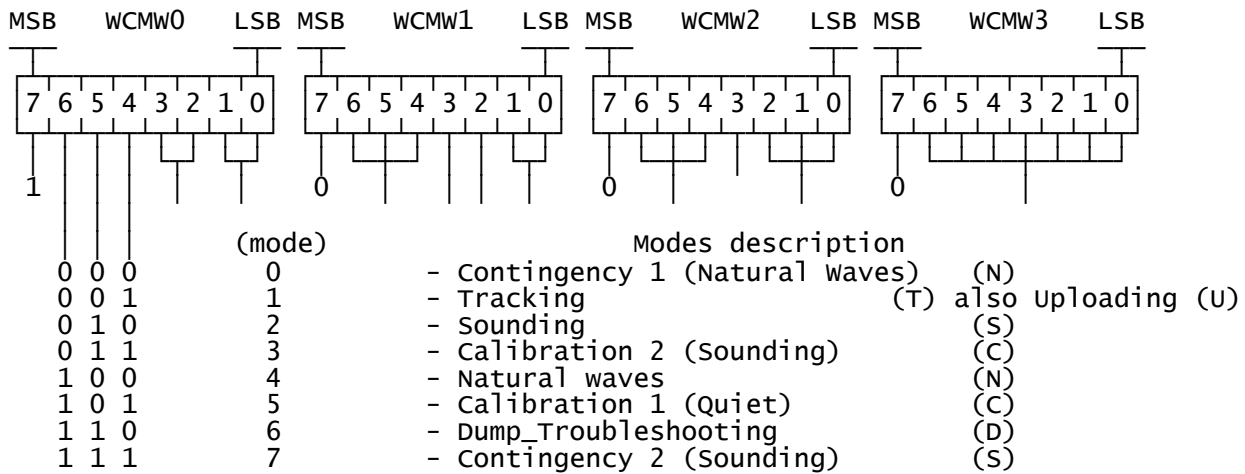 MSB WCMW0 LSB MSB WCMW1 LSB MSB WCMW2 LSB MSB WCMW3 LSB
7 6 5 4 3 2 1 0 7 6 5 4 3 2 1 0 7 6 5 4 3 2 1 0 7 6 5 4 3 2 1 0
1 0 0 0
(mode) Modes description
0 0 0 0 - Contingency 1 (Natural Waves) (N)
0 0 1 1 - Tracking (T) also Uploading (U)
0 1 0 2 - Sounding (S)
0 1 1 3 - Calibration 2 (Sounding) (C)
1 0 0 4 - Natural waves (N)
1 0 1 5 - Calibration 1 (Quiet) (C)
1 1 0 6 - Dump_Troubleshooting (D)
1 1 1 7 - Contingency 2 (Sounding) (S)